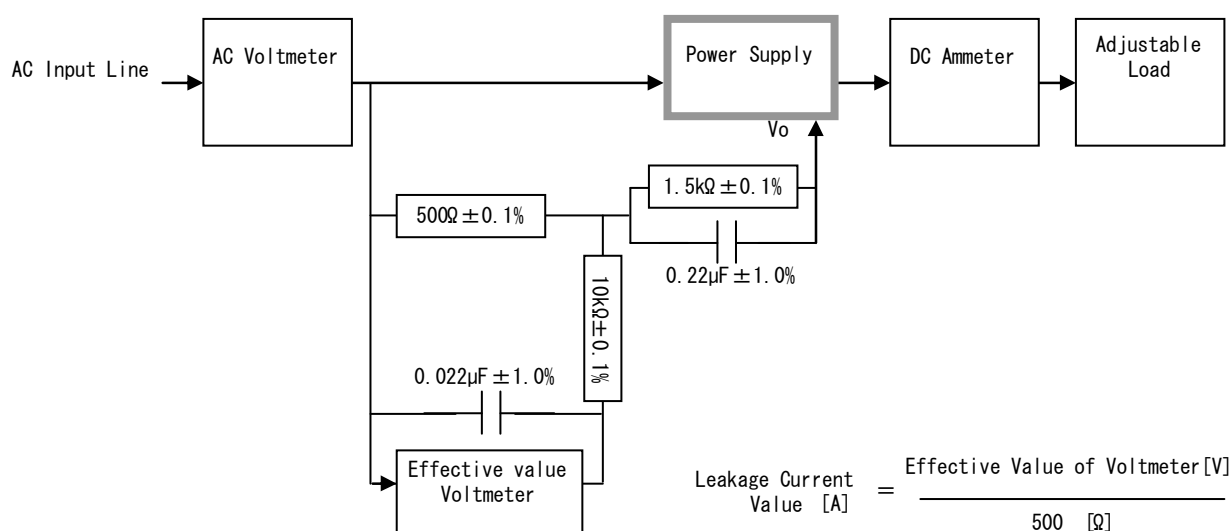 AC Input Line
AC Voltmeter
Power Supply
DC Ammeter
Adjustable
Load
Vo
500Ω±0.1%
1.5kΩ±0.1%
0.22μF±1.0%
10kΩ±0.1%
0.022μF±1.0%
Effective value
Voltmeter
Leakage Current
Value [A]
=
Effective Value of Voltmeter[V]
500 [Ω]